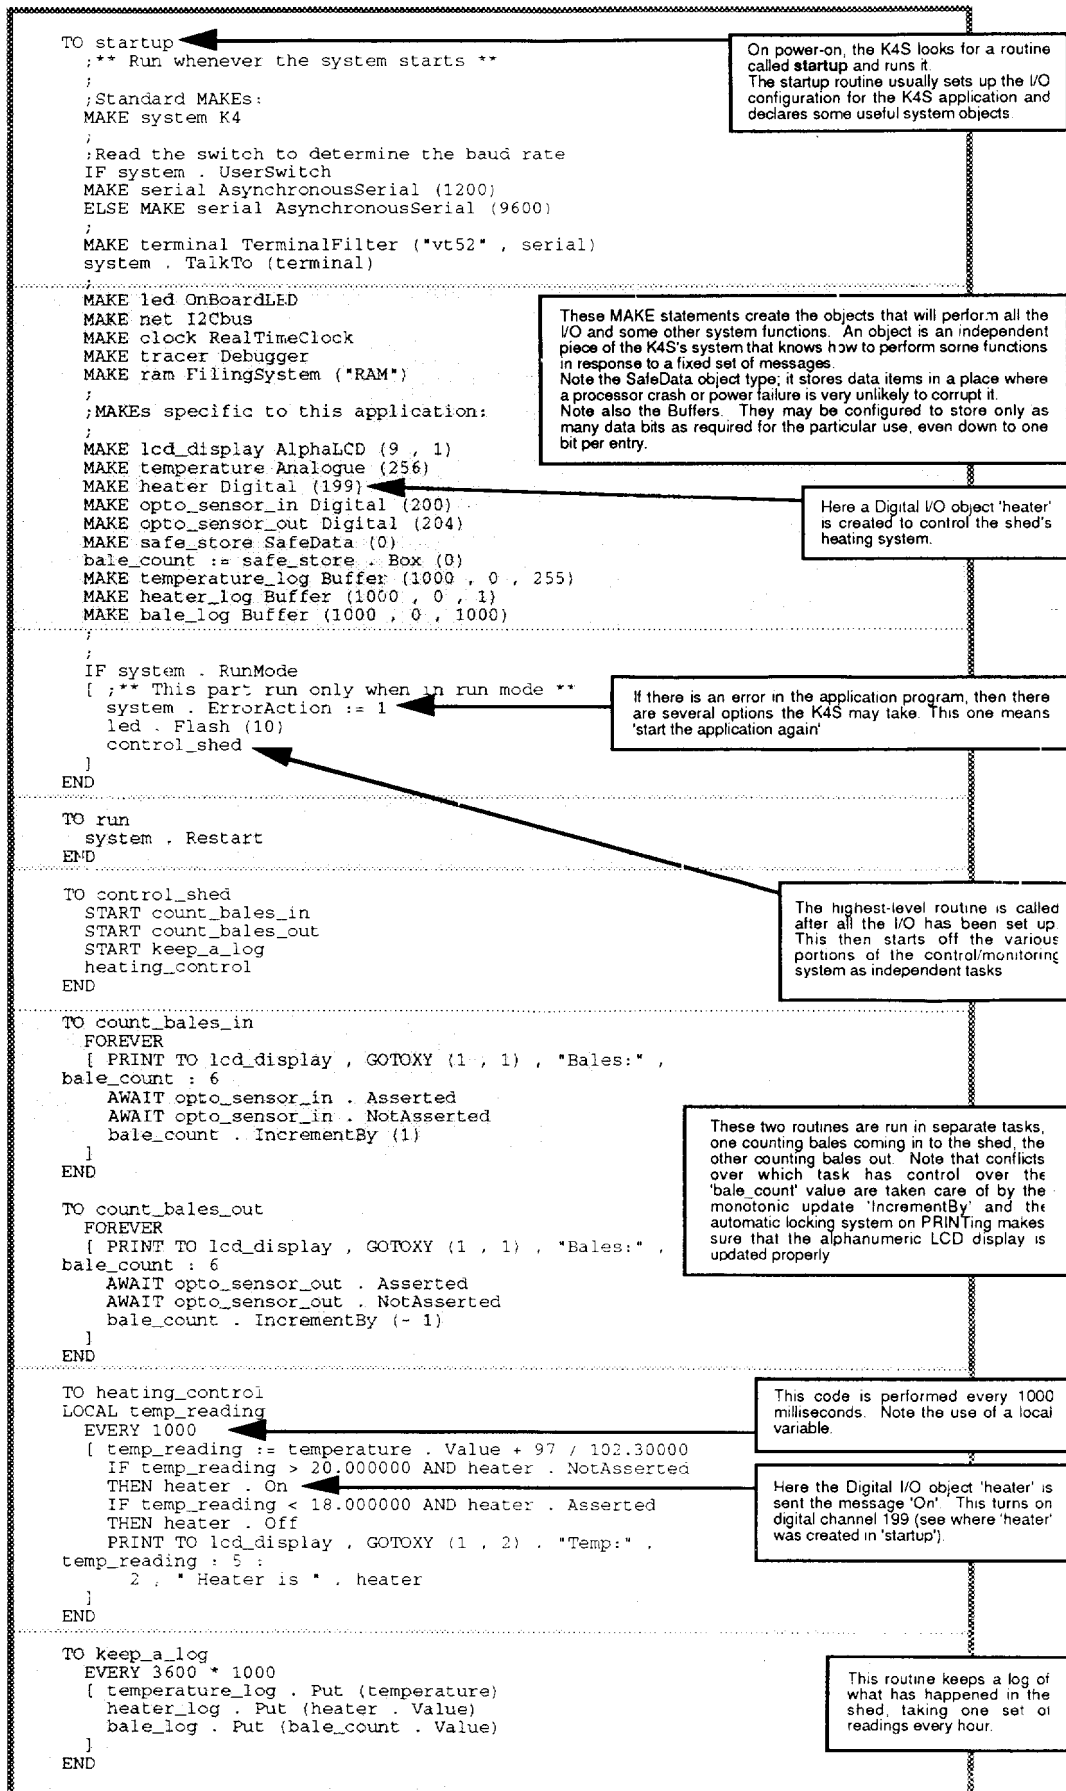 TO startup
;** Run whenever the system starts **
;
;Standard MAKEs:
MAKE system K4
;
;Read the switch to determine the baud rate
IF system . UserSwitch
MAKE serial AsynchronousSerial (1200)
ELSE MAKE serial AsynchronousSerial (9600)
;
MAKE terminal TerminalFilter ("vt52" , serial)
system . TalkTo (terminal)
;
On power-on, the K4S looks for a routine
called startup and runs it.
The startup routine usually sets up the I/O
configuration for the K4S application and
declares some useful system objects.
MAKE led OnBoardLED
MAKE net I2Cbus
MAKE clock RealTimeClock
MAKE tracer Debugger
MAKE ram FilingSystem ("RAM")
;
;MAKEs specific to this application:
;
MAKE lcd_display AlphaLCD (9 , 1)
MAKE temperature Analogue (256)
MAKE heater Digital (199)
MAKE opto_sensor_in Digital (200)
MAKE opto_sensor_out Digital (204)
MAKE safe_store SafeData (0)
bale_count := safe_store . Box (0)
MAKE temperature_log Buffer (1000 , 0 , 255)
MAKE heater_log Buffer (1000 , 0 , 1)
MAKE bale_log Buffer (1000 , 0 , 1000)
These MAKE statements create the objects that will perform all the
I/O and some other system functions. An object is an independent
piece of the K4S's system that knows how to perform some functions
in response to a fixed set of messages.
Note the SafeData object type; it stores data items in a place where
a processor crash or power failure is very unlikely to corrupt it.
Note also the Buffers. They may be configured to store only as
many data bits as required for the particular use, even down to one
bit per entry.
Here a Digital I/O object 'heater'
is created to control the shed's
heating system.
;
;
IF system . RunMode
[ ;** This part run only when in run mode **
system . ErrorAction := 1
led . Flash (10)
control_shed
]
END
If there is an error in the application program, then there
are several options the K4S may take. This one means
'start the application again'
TO run
system . Restart
END
TO control_shed
START count_bales_in
START count_bales_out
START keep_a_log
heating_control
END
The highest-level routine is called
after all the I/O has been set up.
This then starts off the various
portions of the control/monitoring
system as independent tasks
TO count_bales_in
FOREVER
[ PRINT TO lcd_display , GOTOXY (1 , 1) , "Bales:" ,
bale_count : 6
AWAIT opto_sensor_in . Asserted
AWAIT opto_sensor_in . NotAsserted
bale_count . IncrementBy (1)
]
END
TO count_bales_out
FOREVER
[ PRINT TO lcd_display , GOTOXY (1 , 1) , "Bales:" ,
bale_count : 6
AWAIT opto_sensor_out . Asserted
AWAIT opto_sensor_out . NotAsserted
bale_count . IncrementBy (- 1)
]
END
These two routines are run in separate tasks,
one counting bales coming in to the shed, the
other counting bales out. Note that conflicts
over which task has control over the
'bale_count' value are taken care of by the
monotonic update 'IncrementBy' and the
automatic locking system on PRINTing makes
sure that the alphanumeric LCD display is
updated properly
TO heating_control
LOCAL temp_reading
EVERY 1000
[ temp_reading := temperature . Value + 97 / 102.30000
IF temp_reading > 20.000000 AND heater . NotAsserted
THEN heater . On
IF temp_reading < 18.000000 AND heater . Asserted
THEN heater . Off
PRINT TO lcd_display , GOTOXY (1 , 2) , "Temp:" ,
temp_reading : 5 :
2 , " Heater is " , heater
]
END
This code is performed every 1000
milliseconds. Note the use of a local
variable.
Here the Digital I/O object 'heater' is
sent the message 'On'. This turns on
digital channel 199 (see where 'heater'
was created in 'startup').
TO keep_a_log
EVERY 3600 * 1000
[ temperature_log . Put (temperature)
heater_log . Put (heater . Value)
bale_log . Put (bale_count . Value)
]
END
This routine keeps a log of
what has happened in the
shed, taking one set of
readings every hour.